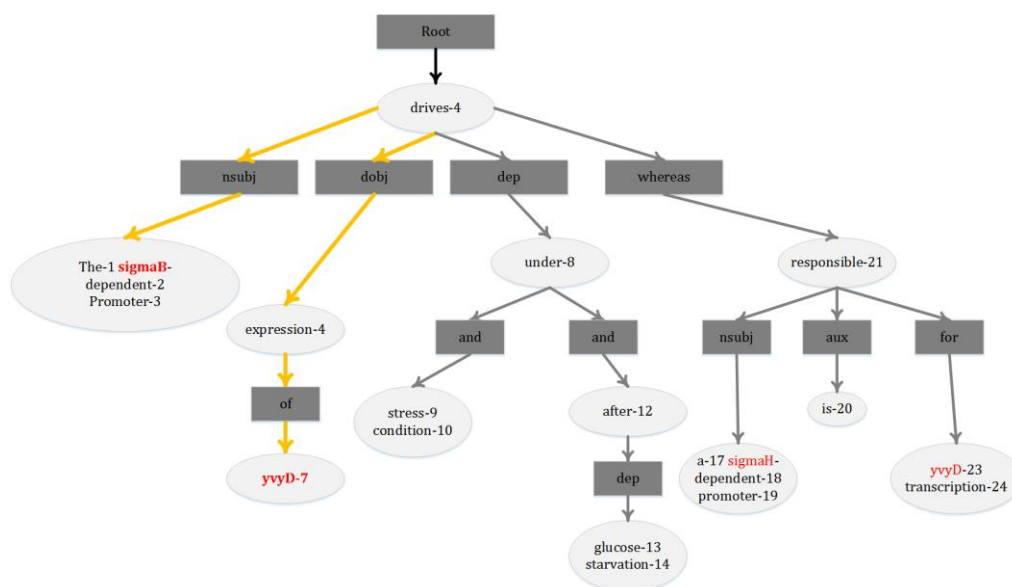 Root
drives-4
nsubj
dobj
dep
whereas
The-1 sigmaB-
dependent-2
Promoter-3
under-8
responsible-21
expression-4
and
and
nsubj
aux
for
of
stress-9
condition-10
after-12
is-20
yvyD-7
dep
a-17 sigmaH-
dependent-18
promoter-19
yvyD-23
transcription-24
glucose-13
starvation-14